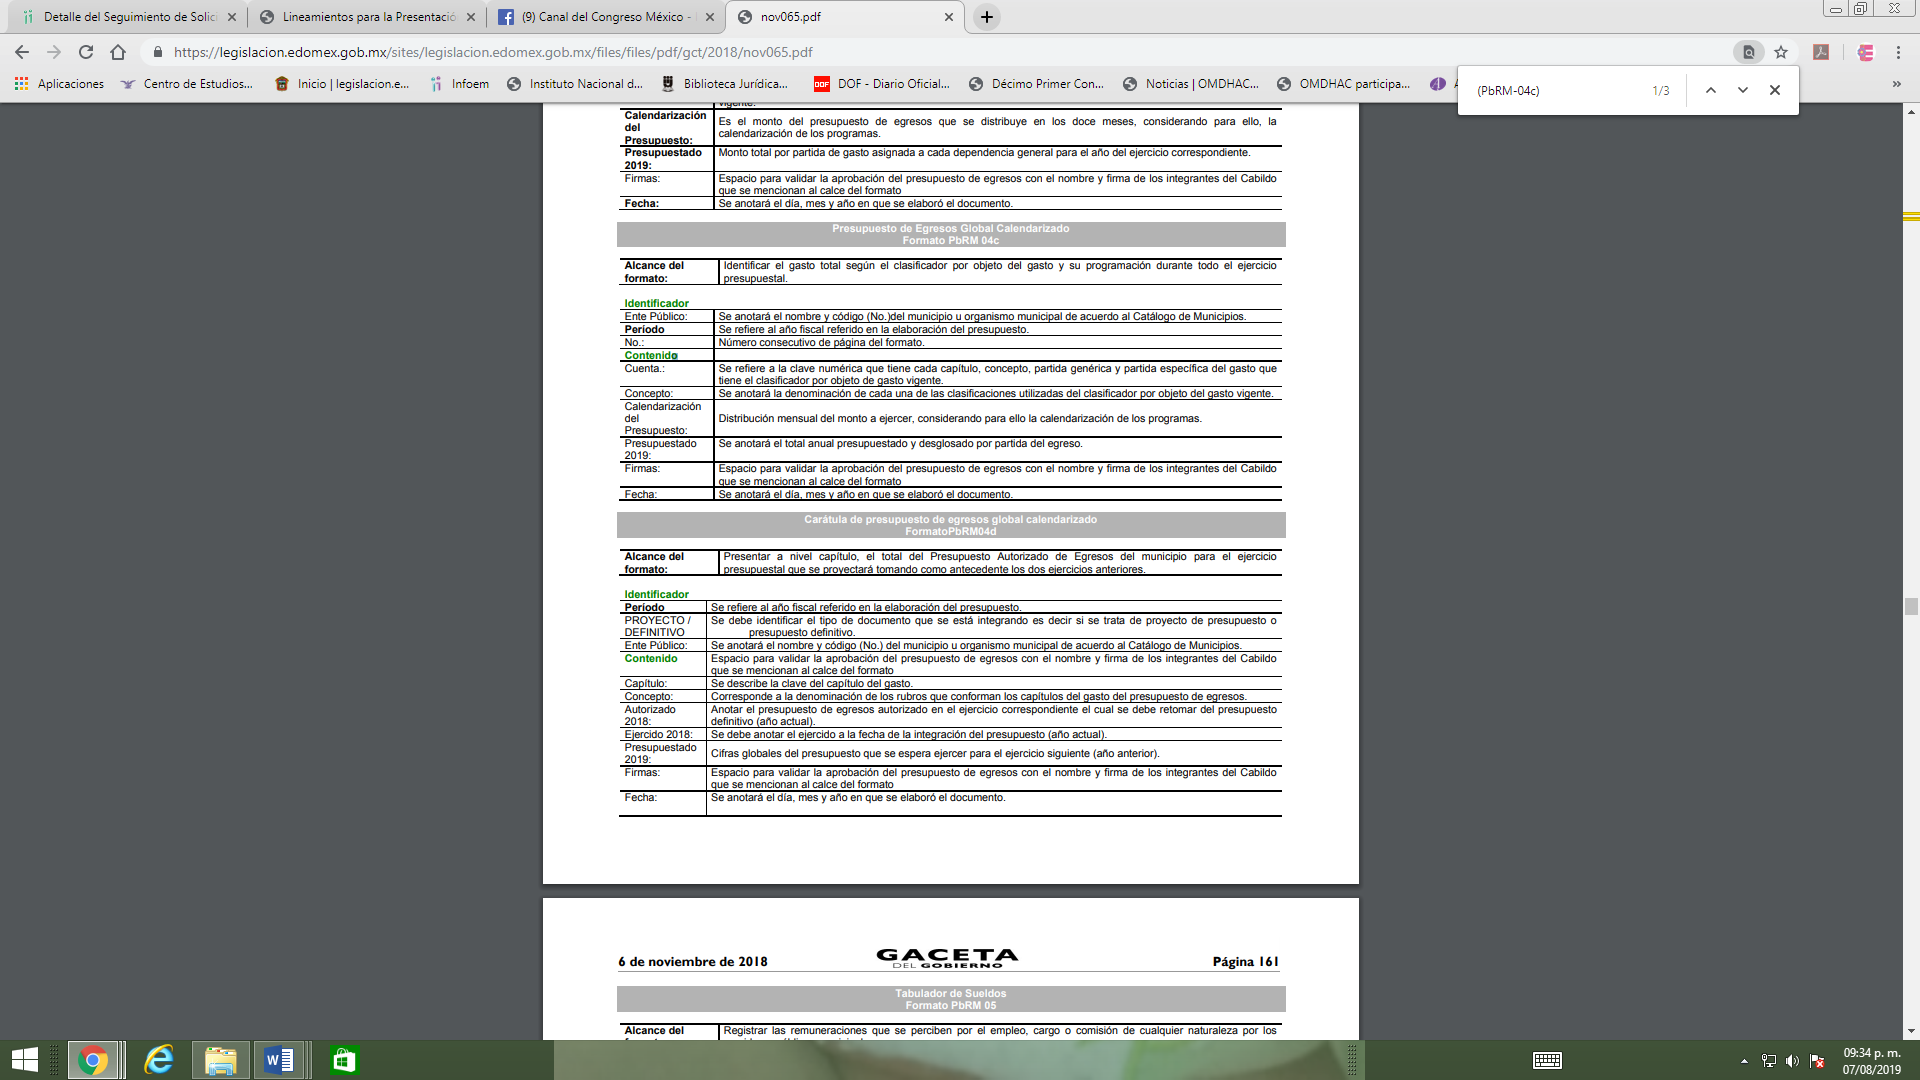 Detalle del Seguimiento de Solici
Lineamientos para la Presentació
(9) Canal del Congreso México -
nov065.pdf
https://legislacion.edomex.gob.mx/sites/legislacion.edomex.gob.mx/files/files/pdf/gct/2018/nov065.pdf
Aplicaciones
Centro de Estudios...
Inicio | legislacion.e...
Infoem
Instituto Nacional d...
Biblioteca Jurídica...
DOF - Diario Oficial...
Décimo Primer Con...
Noticias | OMDHAC...
OMDHAC participa...
»
(PbRM-04c)
1/3
vigente.
Calendarización
del
Presupuesto:
Es el monto del presupuesto de egresos que se distribuye en los doce meses, considerando para ello, la
calendarización de los programas.
Presupuestado
2019:
Monto total por partida de gasto asignada a cada dependencia general para el año del ejercicio correspondiente.
Firmas:
Espacio para validar la aprobación del presupuesto de egresos con el nombre y firma de los integrantes del Cabildo
que se mencionan al calce del formato
Fecha:
Se anotará el día, mes y año en que se elaboró el documento.
Presupuesto de Egresos Global Calendarizado
Formato PbRM 04c
Alcance del
formato:
Identificar el gasto total según el clasificador por objeto del gasto y su programación durante todo el ejercicio
presupuestal.
Identificador
Ente Público:
Se anotará el nombre y código (No.)del municipio u organismo municipal de acuerdo al Catálogo de Municipios.
Período
Se refiere al año fiscal referido en la elaboración del presupuesto.
No.:
Número consecutivo de página del formato.
Contenido
Cuenta.:
Se refiere a la clave numérica que tiene cada capítulo, concepto, partida genérica y partida específica del gasto que
tiene el clasificador por objeto de gasto vigente.
Concepto:
Se anotará la denominación de cada una de las clasificaciones utilizadas del clasificador por objeto del gasto vigente.
Calendarización
del
Presupuesto:
Distribución mensual del monto a ejercer, considerando para ello la calendarización de los programas.
Presupuestado
2019:
Se anotará el total anual presupuestado y desglosado por partida del egreso.
Firmas:
Espacio para validar la aprobación del presupuesto de egresos con el nombre y firma de los integrantes del Cabildo
que se mencionan al calce del formato
Fecha:
Se anotará el día, mes y año en que se elaboró el documento.
Carátula de presupuesto de egresos global calendarizado
FormatoPbRM04d
Alcance del
formato:
Presentar a nivel capítulo, el total del Presupuesto Autorizado de Egresos del municipio para el ejercicio
presupuestal que se proyectará tomando como antecedente los dos ejercicios anteriores.
Identificador
Período
Se refiere al año fiscal referido en la elaboración del presupuesto.
PROYECTO /
DEFINITIVO
Se debe identificar el tipo de documento que se está integrando es decir si se trata de proyecto de presupuesto o
presupuesto definitivo.
Ente Público:
Se anotará el nombre y código (No.) del municipio u organismo municipal de acuerdo al Catálogo de Municipios.
Contenido
Espacio para validar la aprobación del presupuesto de egresos con el nombre y firma de los integrantes del Cabildo
que se mencionan al calce del formato
Capítulo:
Se describe la clave del capítulo del gasto.
Concepto:
Corresponde a la denominación de los rubros que conforman los capítulos del gasto del presupuesto de egresos.
Autorizado
2018:
Anotar el presupuesto de egresos autorizado en el ejercicio correspondiente el cual se debe retomar del presupuesto
definitivo (año actual).
Ejercido 2018:
Se debe anotar el ejercido a la fecha de la integración del presupuesto (año actual).
Presupuestado
2019:
Cifras globales del presupuesto que se espera ejercer para el ejercicio siguiente (año anterior).
Firmas:
Espacio para validar la aprobación del presupuesto de egresos con el nombre y firma de los integrantes del Cabildo
que se mencionan al calce del formato
Fecha:
Se anotará el día, mes y año en que se elaboró el documento.
6 de noviembre de 2018
GACETA
DEL GOBIERNO
Página 161
Tabulador de Sueldos
Formato PbRM 05
Alcance del
Registrar las remuneraciones que se perciben por el empleo, cargo o comisión de cualquier naturaleza por los
09:34 p. m.
07/08/2019